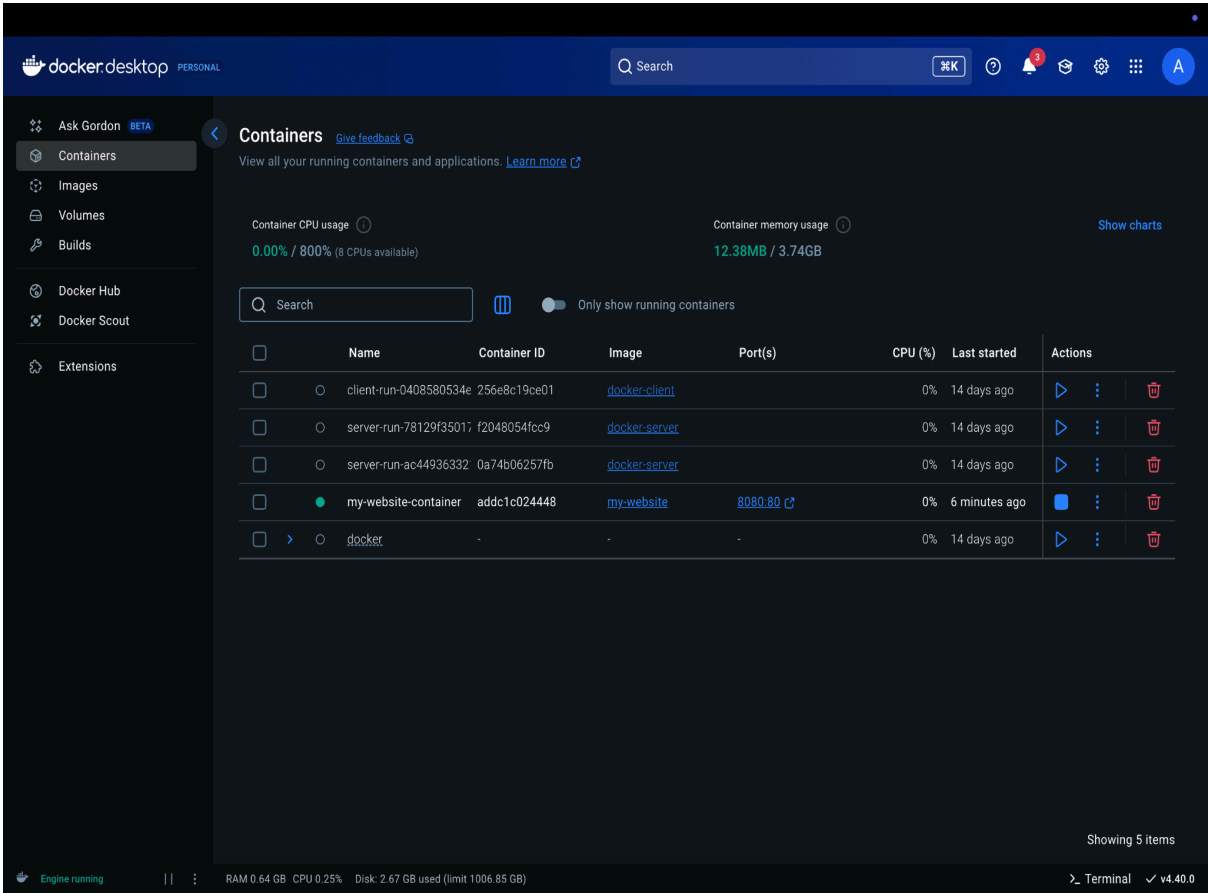 docker.desktop PERSONAL Search ⌘K 3 A
Ask Gordon BETA
Containers
Images
Volumes
Builds
Docker Hub
Docker Scout
Extensions
Containers Give feedback
View all your running containers and applications. Learn more
Container CPU usage
0.00% / 800% (8 CPUs available)
Container memory usage
12.38MB / 3.74GB
Show charts
Search Only show running containers
Name Container ID Image Port(s) CPU (%) Last started Actions
client-run-0408580534e 256e8c19ce01 docker-client 0% 14 days ago
server-run-78129f35017 f2048054fcc9 docker-server 0% 14 days ago
server-run-ac44936332 0a74b06257fb docker-server 0% 14 days ago
my-website-container addc1c024448 my-website 8080:80 0% 6 minutes ago
docker - - - 0% 14 days ago
Showing 5 items
Engine running RAM 0.64 GB CPU 0.25% Disk: 2.67 GB used (limit 1006.85 GB) Terminal v4.40.0